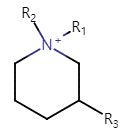 R₂ R₁
N⁺
R₃